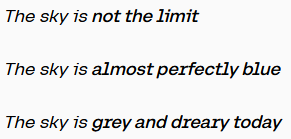 The sky is not the limit
The sky is almost perfectly blue
The sky is grey and dreary today